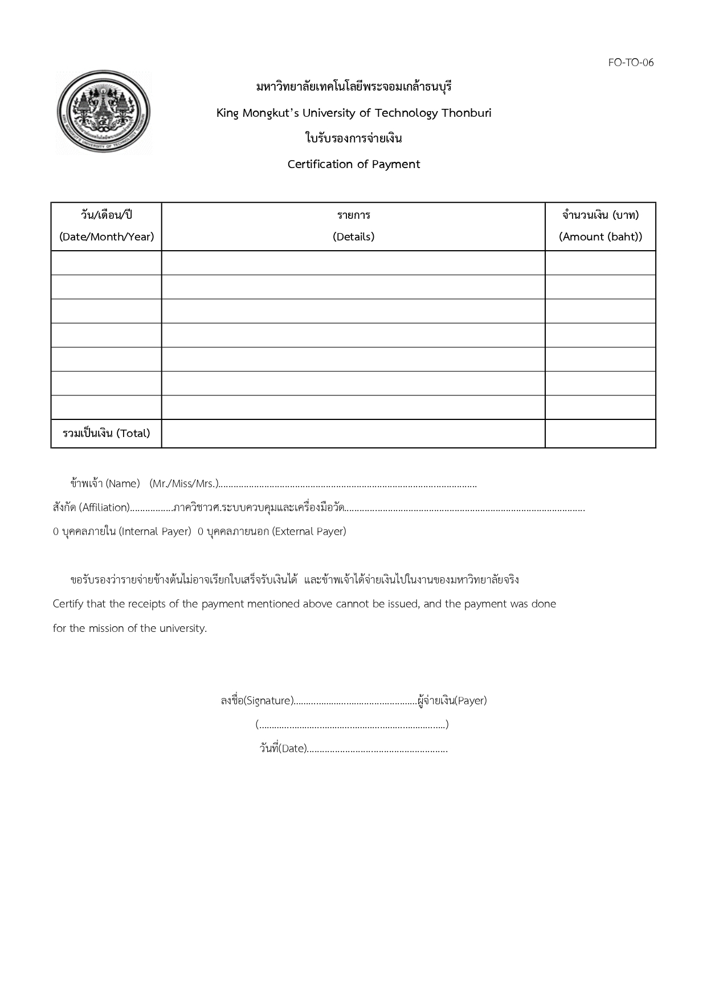 FO-TO-06
มหาวิทยาลัยเทคโนโลยีพระจอมเกล้าธนบุรี
King Mongkut’s University of Technology Thonburi
ใบรับรองการจ่ายเงิน
Certification of Payment
KING MONGKUT'S UNIVERSITY OF TECHNOLOGY THONBURI
วัน/เดือน/ปี รายการ จำนวนเงิน (บาท)
(Date/Month/Year) (Details) (Amount (baht))
รวมเป็นเงิน (Total)
ข้าพเจ้า (Name) (Mr./Miss/Mrs.).....................................................................................................
สังกัด (Affiliation).................ภาควิชาวศ.ระบบควบคุมและเครื่องมือวัด..............................................................................................
0 บุคคลภายใน (Internal Payer) 0 บุคคลภายนอก (External Payer)
ขอรับรองว่ารายจ่ายข้างต้นไม่อาจเรียกใบเสร็จรับเงินได้ และข้าพเจ้าได้จ่ายเงินไปในงานของมหาวิทยาลัยจริง
Certify that the receipts of the payment mentioned above cannot be issued, and the payment was done
for the mission of the university.
ลงชื่อ(Signature).................................................ผู้จ่ายเงิน(Payer)
(..........................................................................)
วันที่(Date).......................................................